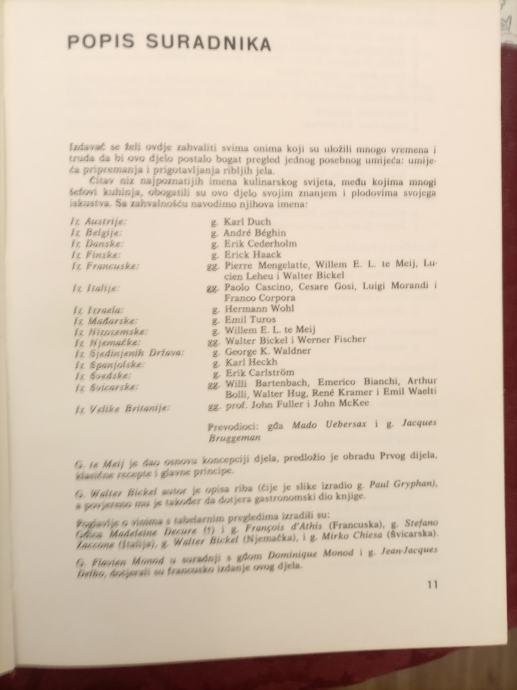 POPIS SURADNIKA
Izdavač se želi ovdje zahvaliti svima onima koji su uložili mnogo vremena i
truda da bi ovo djelo postalo bogat pregled jednog posebnog umijeća: umije-
ća pripremanja i prigotavljanja ribljih jela.
Čitav niz najpoznatijih imena kulinarskog svijeta, među kojima mnogi
šefovi kuhinja, obogatili su ovo djelo svojim znanjem i plodovima svojega
iskustva. Sa zahvalnošću navodimo njihova imena:
Iz Austrije: g. Karl Duch
Iz Belgije: g. André Béghin
Iz Danske: g. Erik Cederholm
Iz Finske: g. Erick Haack
Iz Francuske: gg. Pierre Mengelatte, Willem E. L. te Meij, Lu-
cien Leheu i Walter Bickel
Iz Italije: gg. Paolo Cascino, Cesare Gosi, Luigi Morandi i
Franco Corpora
Iz Izraela: g. Hermann Wohl
Iz Mađarske: g. Emil Turos
Iz Nizozemske: g. Willem E. L. te Meij
Iz Njemačke: gg. Walter Bickel i Werner Fischer
Iz Sjedinjenih Država: g. George K. Waldner
Iz Španjolske: g. Karl Heckh
Iz Švedske: g. Erik Carlström
Iz Švicarske: gg. Willi Bartenbach, Emerico Bianchi, Arthur
Bolli, Walter Hug, René Kramer i Emil Waelti
Iz Velike Britanije: gg. prof. John Fuller i John McKee
Prevodioci: gđa Mado Uebersax i g. Jacques
Bruggeman
G. te Meij je dao osnovu koncepciji djela, predložio je obradu Prvog dijela,
klasične recepte i glavne principe.
G. Walter Bickel autor je opisa riba (čije je slike izradio g. Paul Gryphan),
a povjereno mu je također da dotjera gastronomski dio knjige.
Poglavlje o vinima s tabelarnim pregledima izradili su:
Gđica Madeleine Decure (†) i g. François d'Athis (Francuska), g. Stefano
Zaccone (Italija), g. Walter Bickel (Njemačka), i g. Mirko Chiesa (Švicarska).
G. Flavien Monod u suradnji s gđom Dominique Monod i g. Jean-Jacques
Delbo, dotjerali su francusko izdanje ovog djela.
11